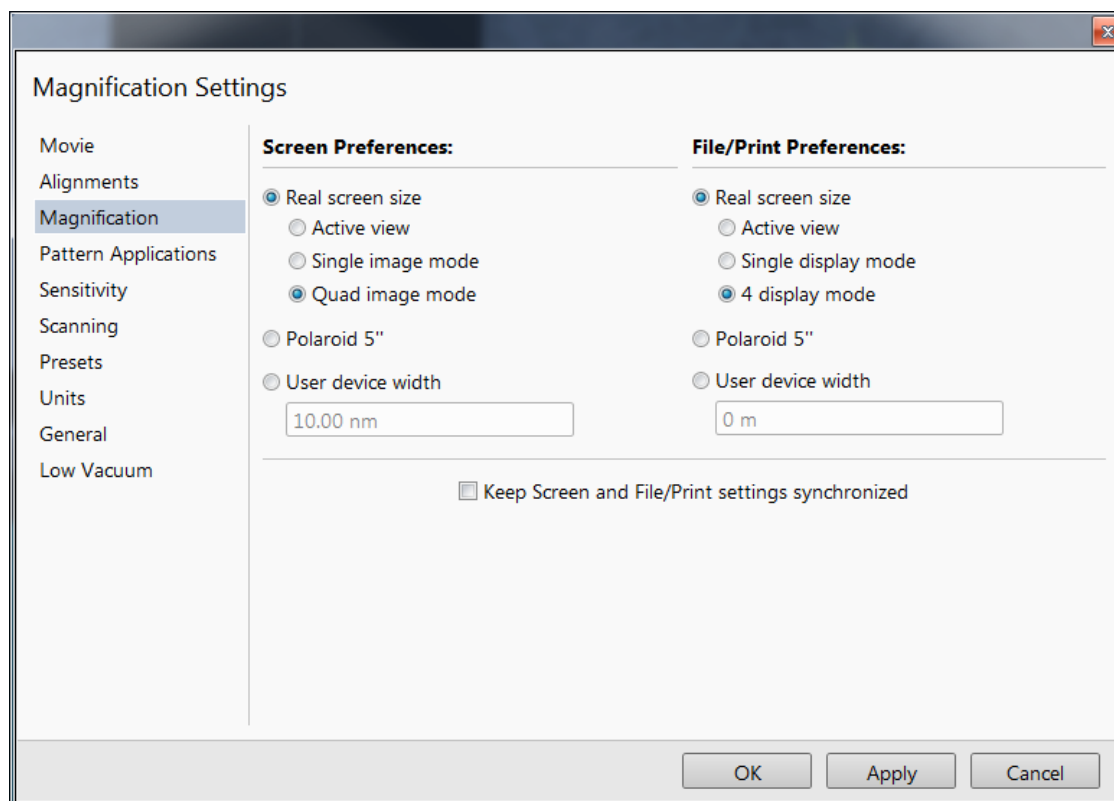 Magnification Settings
Movie
Alignments
Magnification
Pattern Applications
Sensitivity
Scanning
Presets
Units
General
Low Vacuum
Screen Preferences:
Real screen size
Active view
Single image mode
Quad image mode
Polaroid 5"
User device width
10.00 nm
File/Print Preferences:
Real screen size
Active view
Single display mode
4 display mode
Polaroid 5"
User device width
0 m
Keep Screen and File/Print settings synchronized
OK
Apply
Cancel